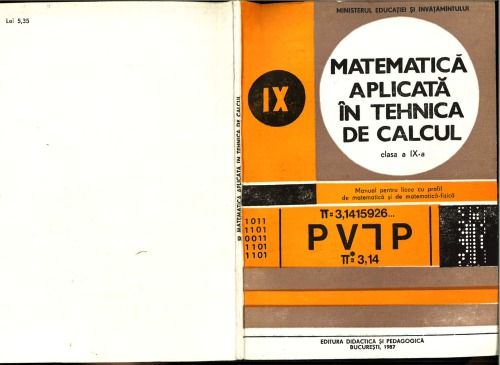 Lei 5,35
MATEMATICĂ APLICATĂ ÎN TEHNICA DE CALCUL
MINISTERUL EDUCAȚIEI ȘI ÎNVĂȚĂMÎNTULUI
IX
MATEMATICĂ
APLICATĂ
ÎN TEHNICA
DE CALCUL
clasa a IX-a
Manual pentru licee cu profil
de matematică și de matematică-fizică
1011
1101
0011
1101
1101
π=3,1415926...
PV⅂P
π*=3,14
EDITURA DIDACTICĂ ȘI PEDAGOGICĂ
BUCUREȘTI, 1987